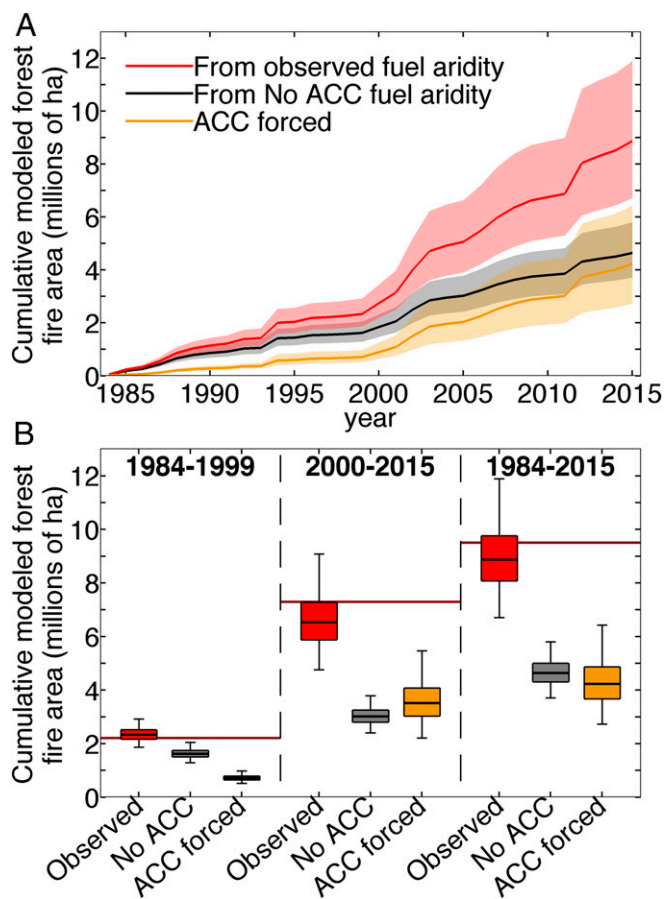 A
Cumulative modeled forest
fire area (millions of ha)
12
10
8
6
4
2
0
From observed fuel aridity
From No ACC fuel aridity
ACC forced
1985 1990 1995 2000 2005 2010 2015
year
B
Cumulative modeled forest
fire area (millions of ha)
12
10
8
6
4
2
0
1984-1999 2000-2015 1984-2015
Observed No ACC ACC forced Observed No ACC ACC forced Observed No ACC ACC forced